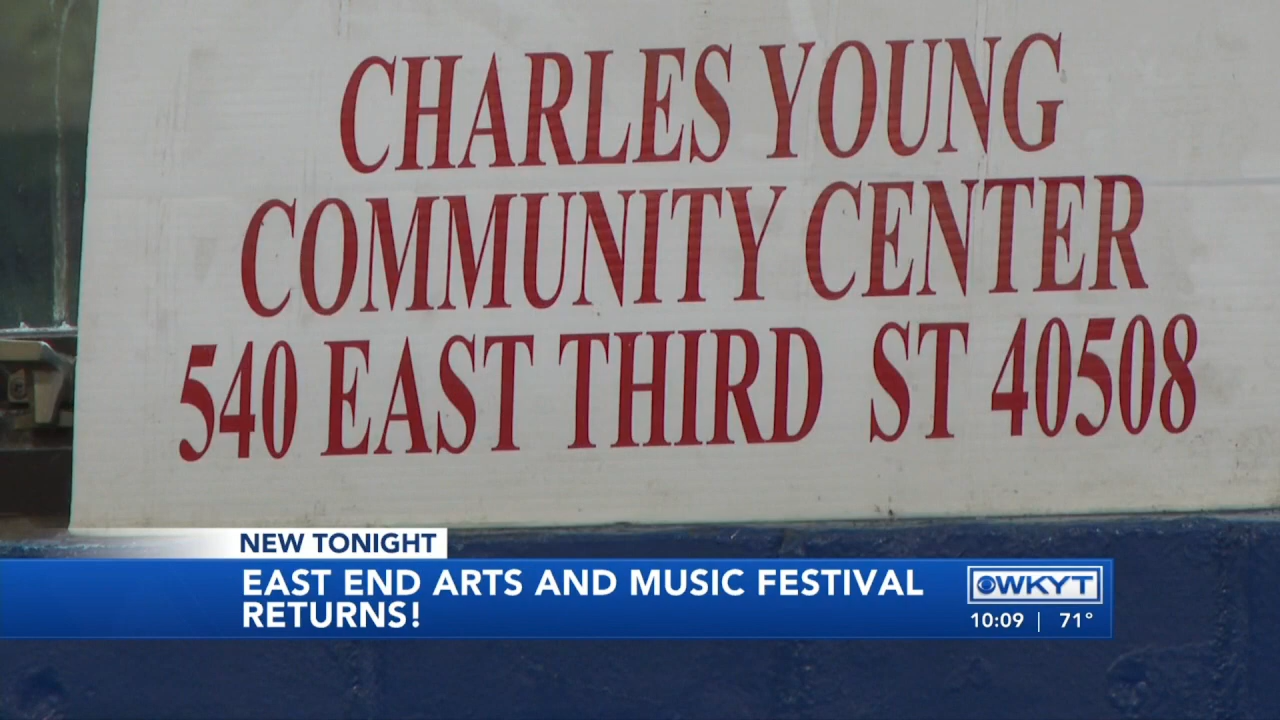 CHARLES YOUNG
COMMUNITY CENTER
540 EAST THIRD ST 40508
NEW TONIGHT
EAST END ARTS AND MUSIC FESTIVAL
RETURNS!
WKYT
10:09 | 71°